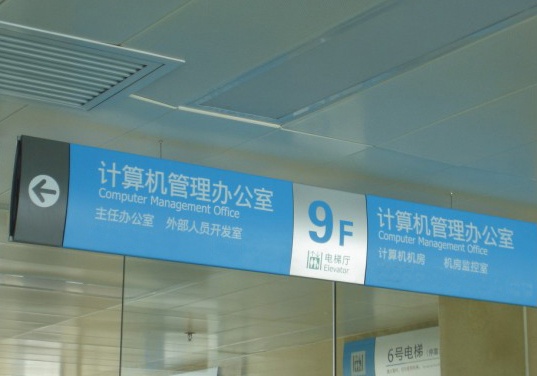 计算机管理办公室
Computer Management Office
主任办公室 外部人员开发室
9F
电梯厅
Elevator
计算机管理办公室
Computer Management Office
计算机机房 机房监控室
6号电梯